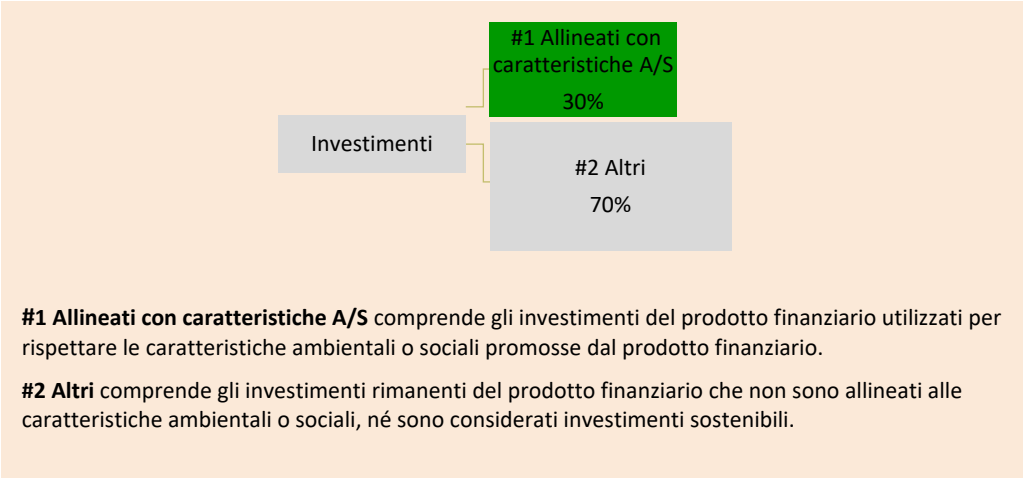 #1 Allineati con
caratteristiche A/S
30%
Investimenti
#2 Altri
70%
#1 Allineati con caratteristiche A/S comprende gli investimenti del prodotto finanziario utilizzati per
rispettare le caratteristiche ambientali o sociali promosse dal prodotto finanziario.
#2 Altri comprende gli investimenti rimanenti del prodotto finanziario che non sono allineati alle
caratteristiche ambientali o sociali, né sono considerati investimenti sostenibili.